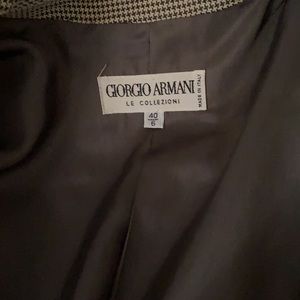 GIORGIO ARMANI
LE COLLEZIONI
MADE IN ITALY
40
6